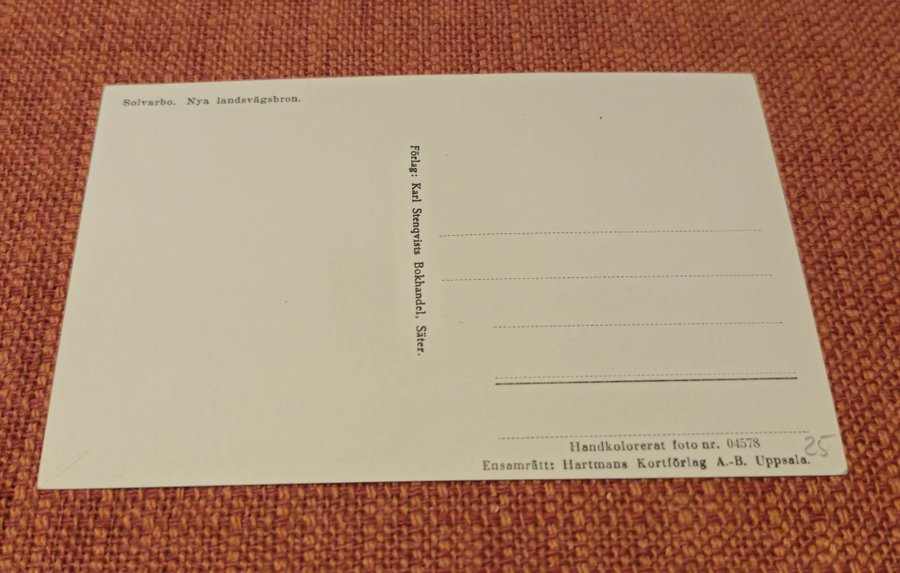 Solvarbo. Nya landsvägsbron.
Förlag: Karl Stenqvists Bokhandel, Säter.
Handkolorerat foto nr. 04578
Ensamrätt: Hartmans Kortförlag A.-B. Uppsala.
25